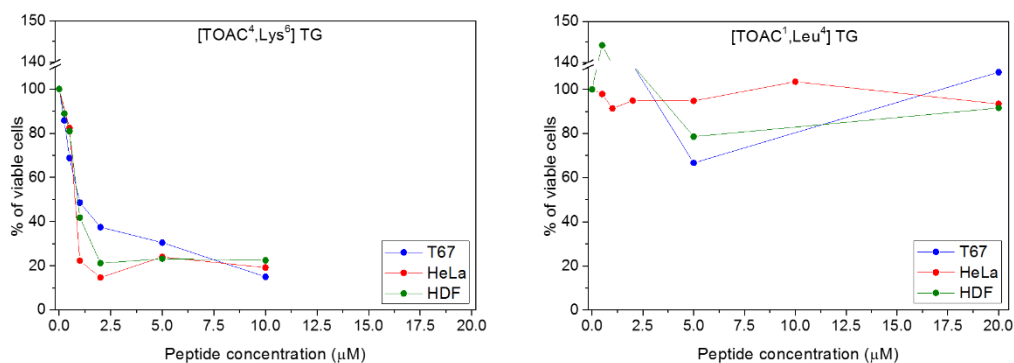 [TOAC⁴,Lys⁶] TG
% of viable cells
150
140
100
80
60
40
20
0
T67
HeLa
HDF
0.0 2.5 5.0 7.5 10.0 12.5 15.0 17.5 20.0
Peptide concentration (μM)
[TOAC¹,Leu⁴] TG
% of viable cells
150
140
100
80
60
40
20
0
T67
HeLa
HDF
0.0 2.5 5.0 7.5 10.0 12.5 15.0 17.5 20.0
Peptide concentration (μM)